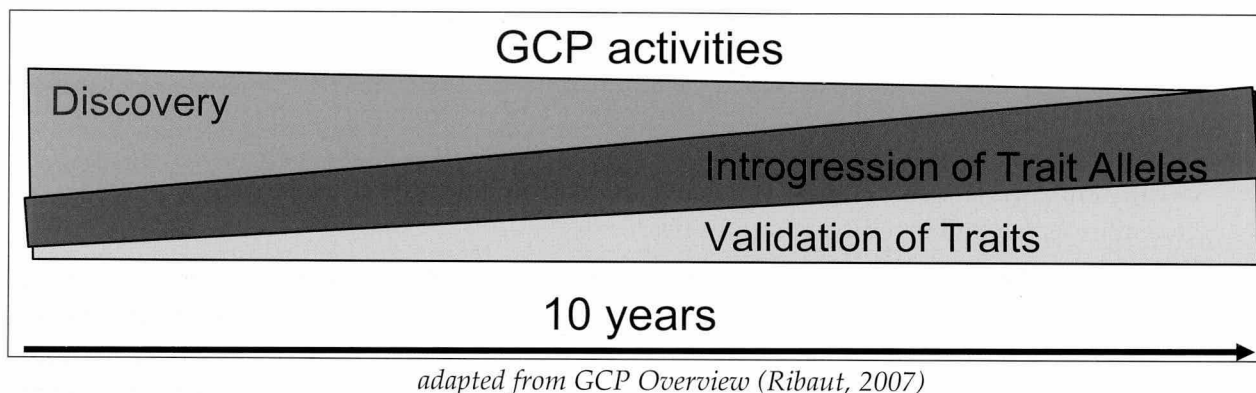 GCP activities
Discovery
Introgression of Trait Alleles
Validation of Traits
10 years
adapted from GCP Overview (Ribaut, 2007)